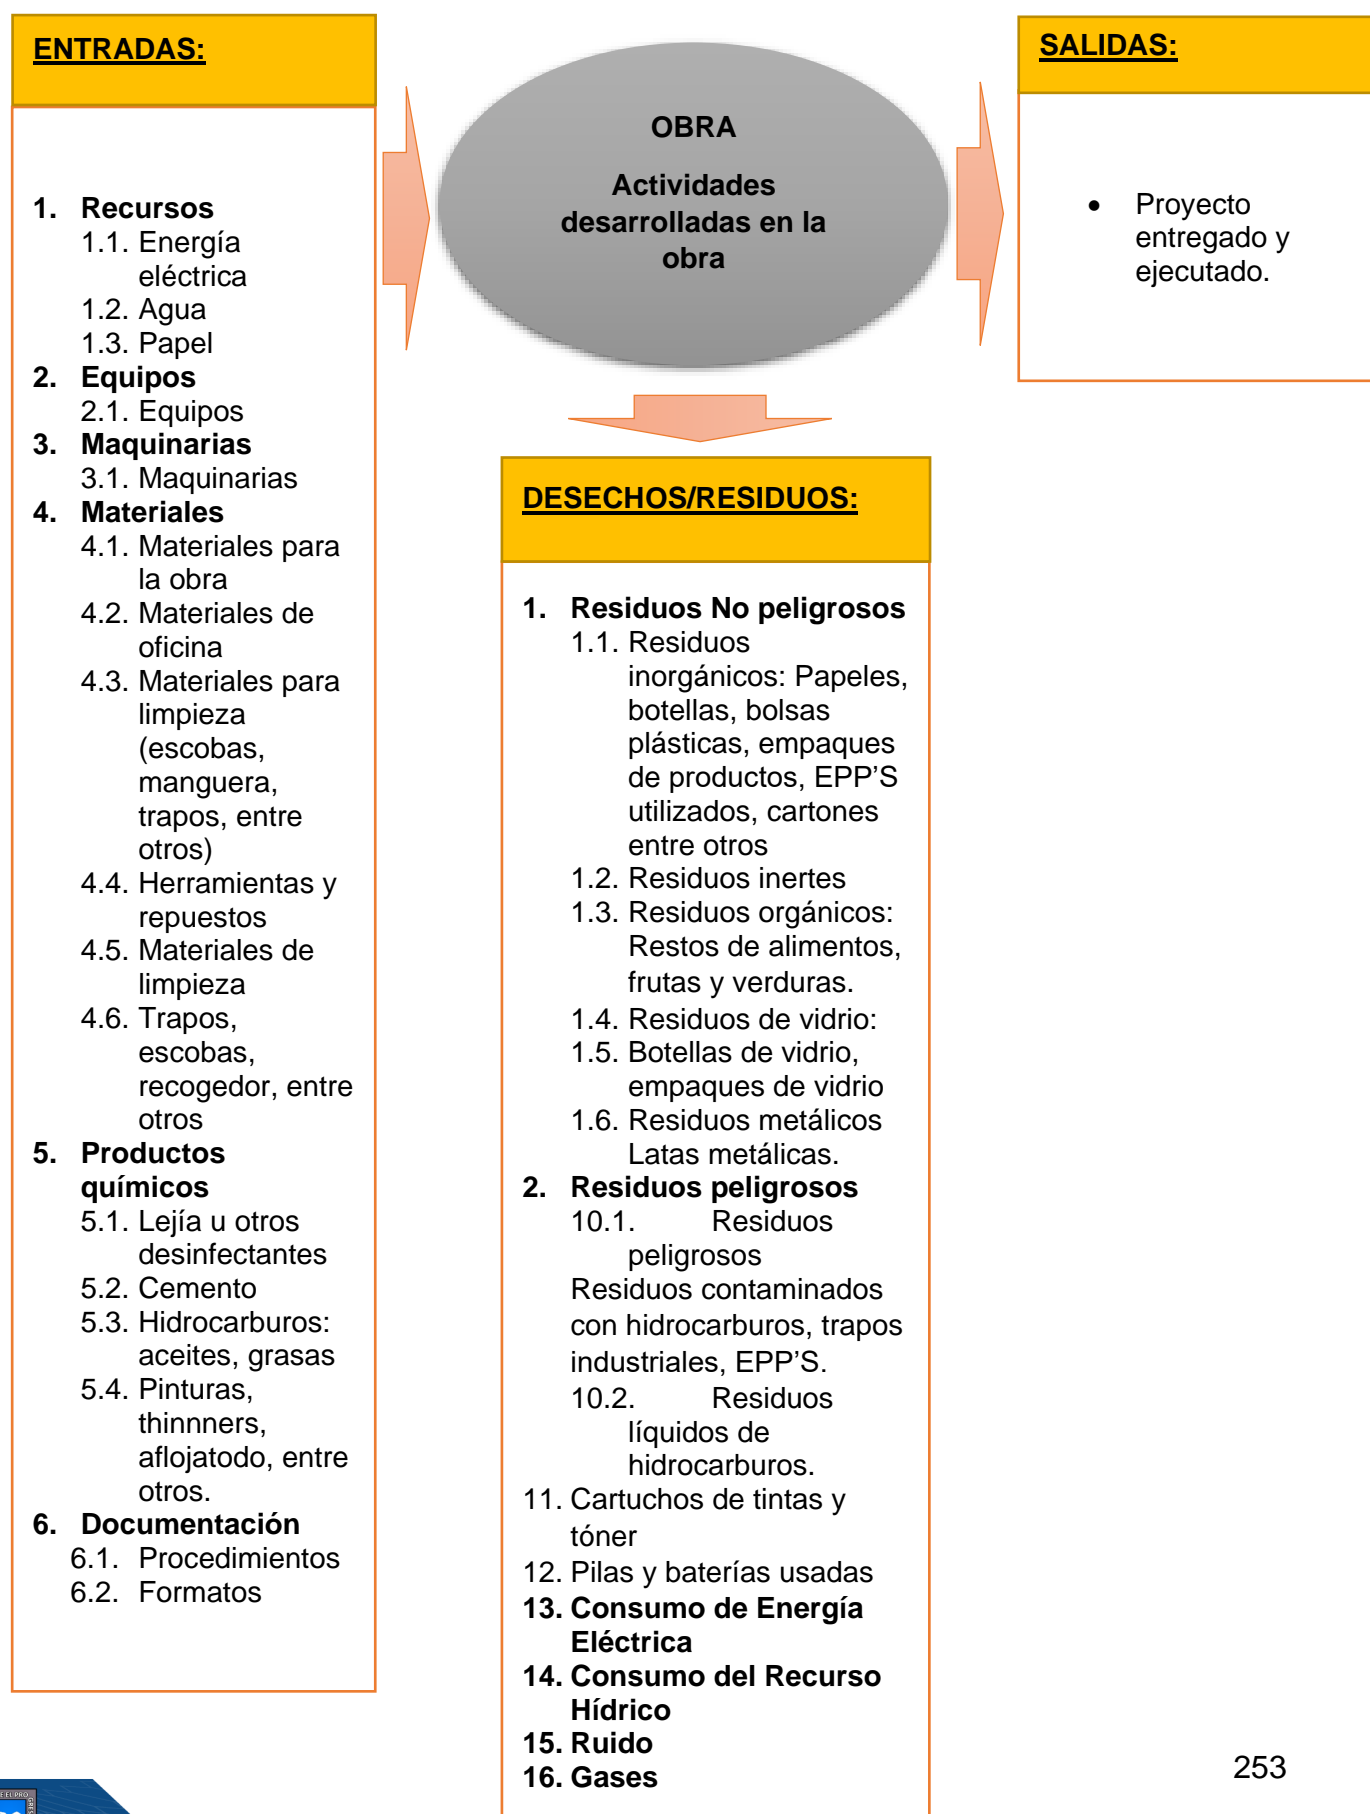 ENTRADAS:
1. Recursos
1.1. Energía
eléctrica
1.2. Agua
1.3. Papel
2. Equipos
2.1. Equipos
3. Maquinarias
3.1. Maquinarias
4. Materiales
4.1. Materiales para
la obra
4.2. Materiales de
oficina
4.3. Materiales para
limpieza
(escobas,
manguera,
trapos, entre
otros)
4.4. Herramientas y
repuestos
4.5. Materiales de
limpieza
4.6. Trapos,
escobas,
recogedor, entre
otros
5. Productos
químicos
5.1. Lejía u otros
desinfectantes
5.2. Cemento
5.3. Hidrocarburos:
aceites, grasas
5.4. Pinturas,
thinnners,
aflojatodo, entre
otros.
6. Documentación
6.1. Procedimientos
6.2. Formatos
OBRA
Actividades
desarrolladas en la
obra
SALIDAS:
• Proyecto
entregado y
ejecutado.
DESECHOS/RESIDUOS:
1. Residuos No peligrosos
1.1. Residuos
inorgánicos: Papeles,
botellas, bolsas
plásticas, empaques
de productos, EPP’S
utilizados, cartones
entre otros
1.2. Residuos inertes
1.3. Residuos orgánicos:
Restos de alimentos,
frutas y verduras.
1.4. Residuos de vidrio:
1.5. Botellas de vidrio,
empaques de vidrio
1.6. Residuos metálicos
Latas metálicas.
2. Residuos peligrosos
10.1. Residuos
peligrosos
Residuos contaminados
con hidrocarburos, trapos
industriales, EPP’S.
10.2. Residuos
líquidos de
hidrocarburos.
11. Cartuchos de tintas y
tóner
12. Pilas y baterías usadas
13. Consumo de Energía
Eléctrica
14. Consumo del Recurso
Hídrico
15. Ruido
16. Gases
253